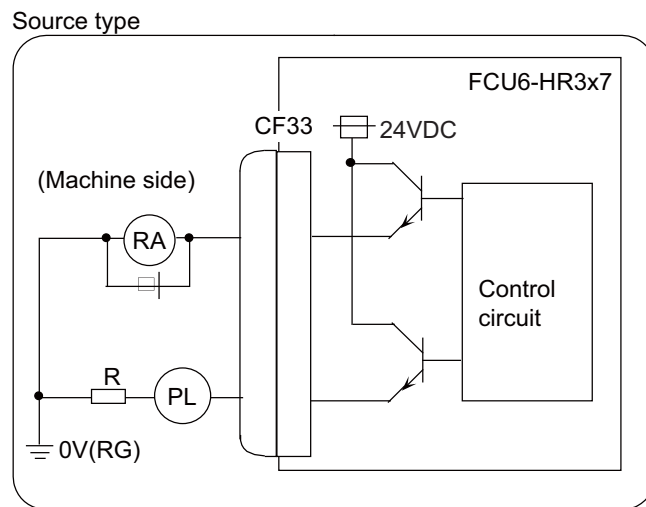 Source type
FCU6-HR3x7
CF33
24VDC
(Machine side)
RA
Control
circuit
R
PL
0V(RG)